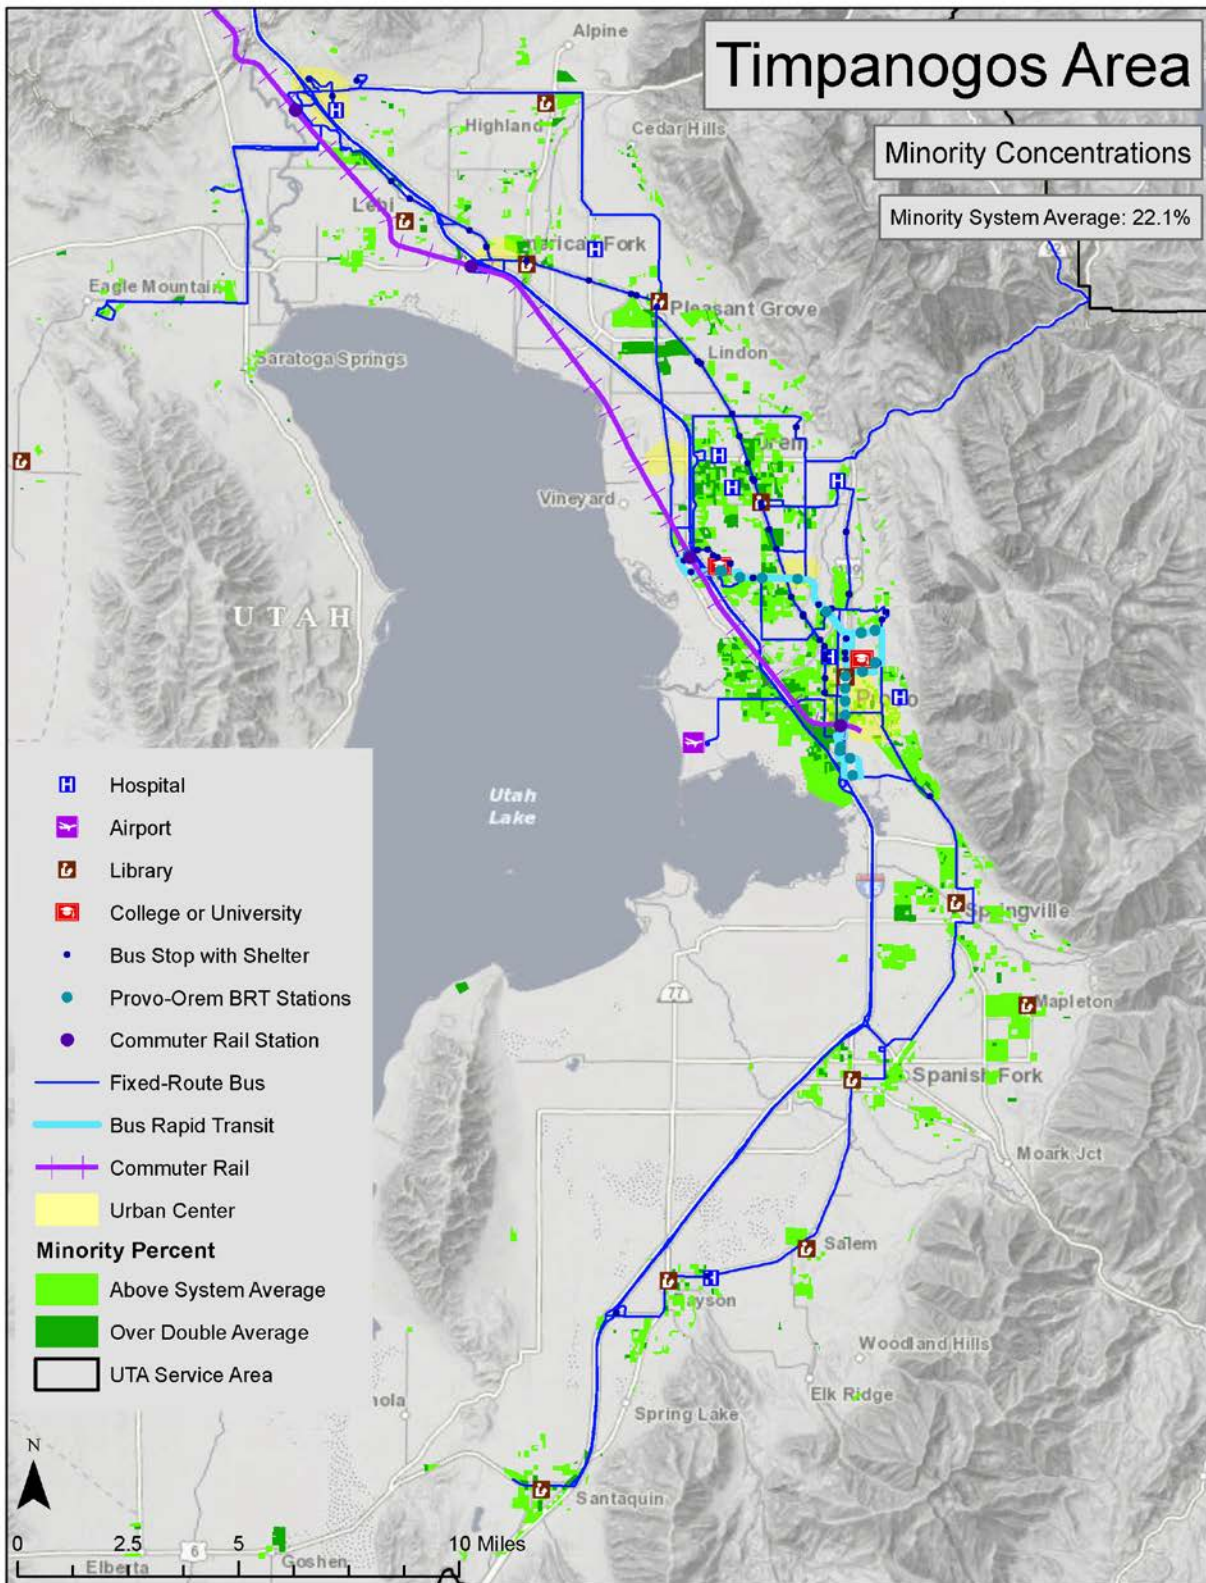 Timpanogos Area
Minority Concentrations
Minority System Average: 22.1%
Alpine
Highland
Cedar Hills
Lehi
American Fork
Eagle Mountain
Pleasant Grove
Saratoga Springs
Lindon
Orem
Vineyard
UTAH
Provo
Utah
Lake
Springville
77
Mapleton
Spanish Fork
Moark Jct
Salem
Payson
Woodland Hills
Elk Ridge
Spring Lake
Santaquin
Goshen
Elberta
6
Hospital
Airport
Library
College or University
Bus Stop with Shelter
Provo-Orem BRT Stations
Commuter Rail Station
Fixed-Route Bus
Bus Rapid Transit
Commuter Rail
Urban Center
Minority Percent
Above System Average
Over Double Average
UTA Service Area
N
0 2.5 5 10 Miles